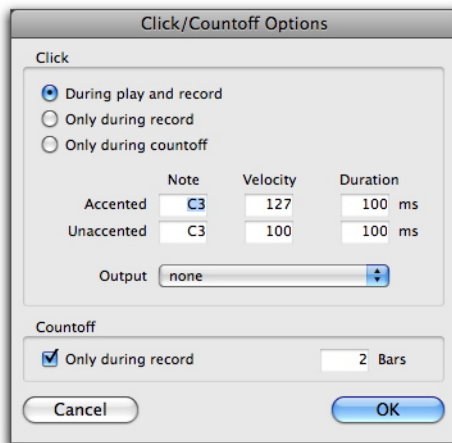 Click/Countoff Options
Click
During play and record
Only during record
Only during countoff
Note Velocity Duration
Accented C3 127 100 ms
Unaccented C3 100 100 ms
Output none
Countoff
Only during record 2 Bars
Cancel OK